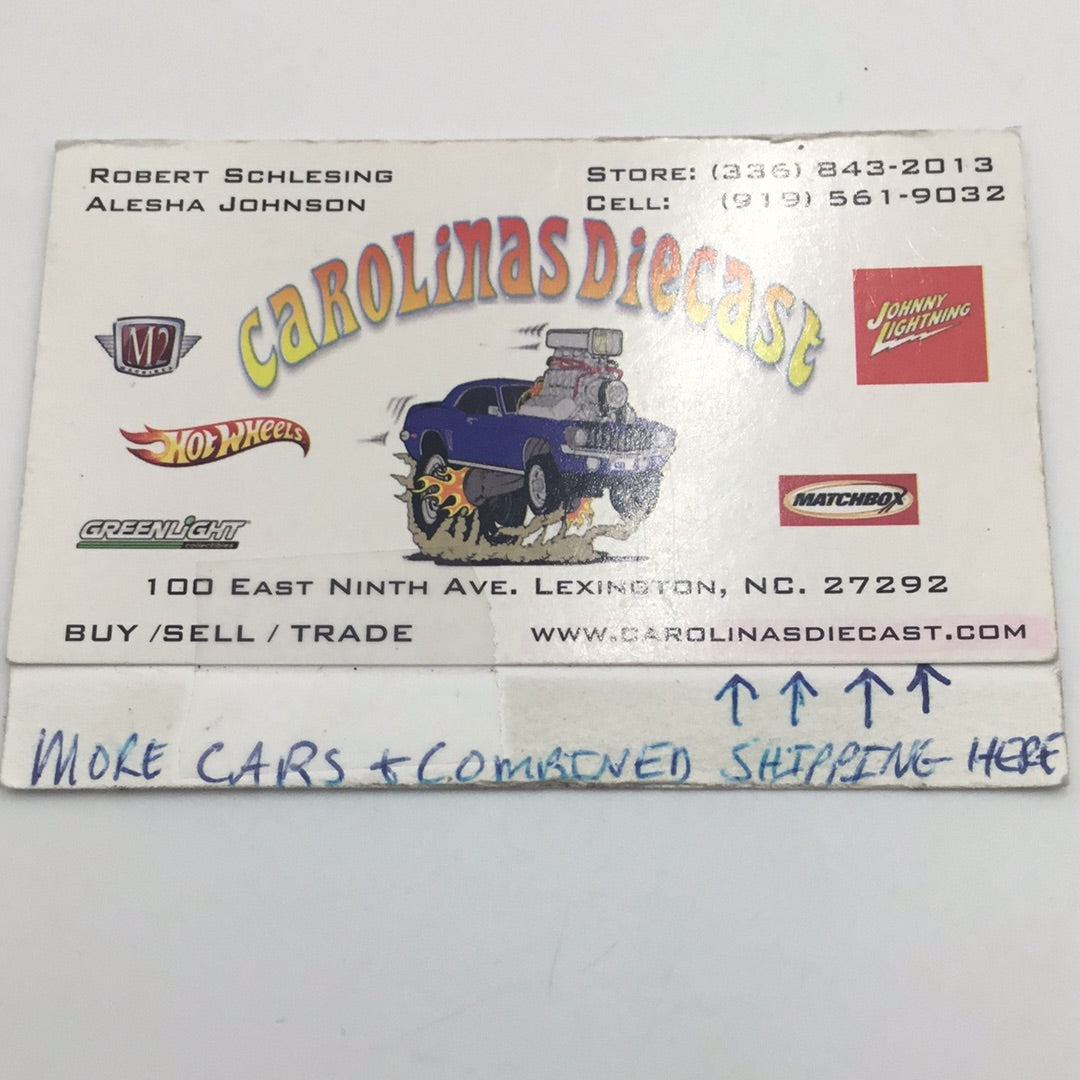 ROBERT SCHLESING
ALESHA JOHNSON
STORE: (336) 843-2013
CELL: (919) 561-9032
CAROLINAS DIECAST
M2
MACHINES
JOHNNY
LIGHTNING
HOT WHEELS
MATCHBOX
GREENLIGHT
collectibles
100 EAST NINTH AVE. LEXINGTON, NC. 27292
BUY /SELL / TRADE
WWW.CAROLINASDIECAST.COM
MORE CARS + COMBINED SHIPPING HERE